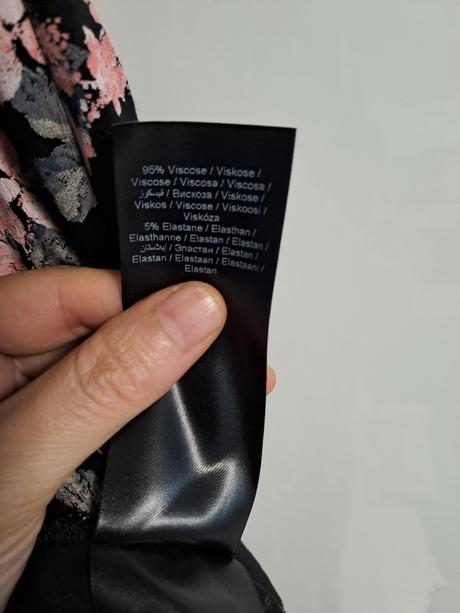 95% Viscose / Viskose /
Viscose / Viscosa / Viscosa /
فيسكوز / Вискоза / Viskose /
Viskos / Viscose / Viskoosi /
Viskóza
5% Elastane / Elasthan /
Elasthanne / Elastan / Elastan /
إيلاستان / Эластан / Elastan /
Elastan / Elastaan / Elastaani /
Elastan